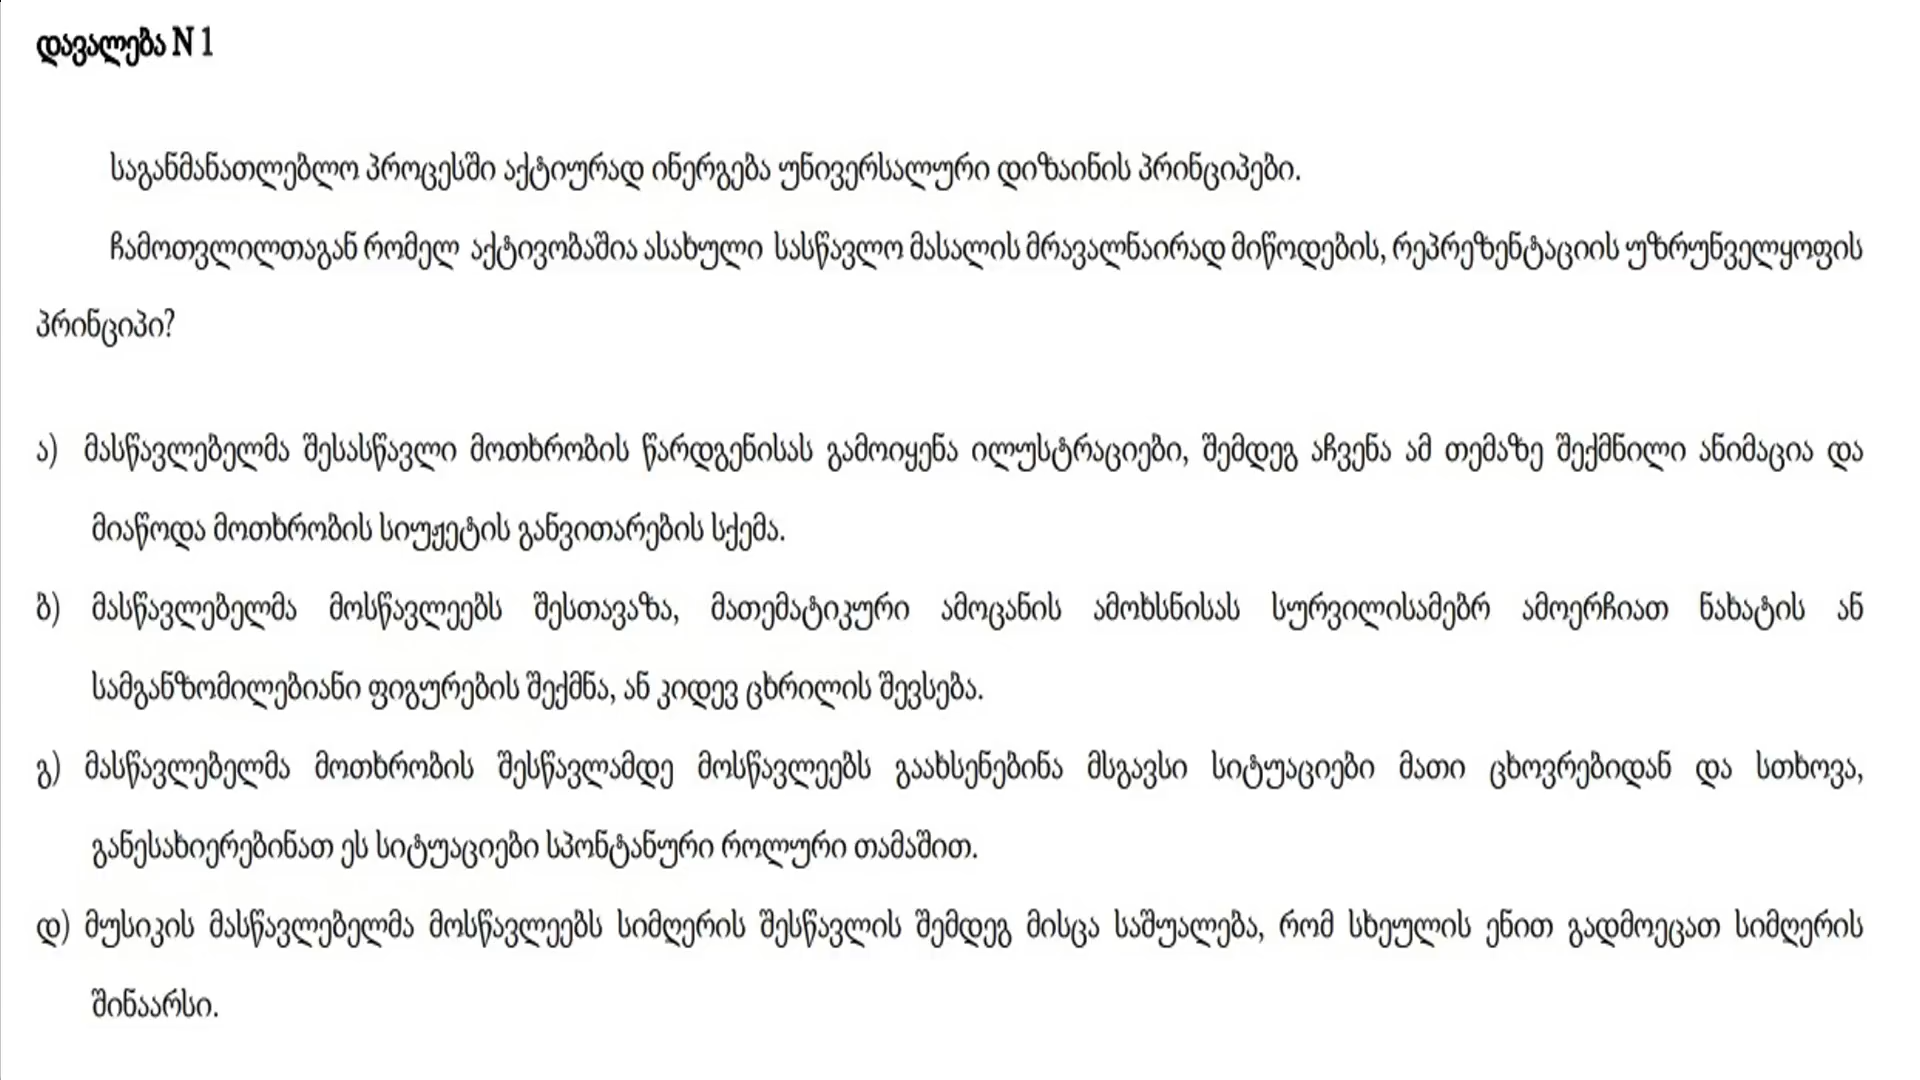 დავალება N 1
საგანმანათლებლო პროცესში აქტიურად ინერგება უნივერსალური დიზაინის პრინციპები.
ჩამოთვლილთაგან რომელ აქტივობაშია ასახული სასწავლო მასალის მრავალნაირად მიწოდების, რეპრეზენტაციის უზრუნველყოფის
პრინციპი?
ა) მასწავლებელმა შესასწავლი მოთხრობის წარდგენისას გამოიყენა ილუსტრაციები, შემდეგ აჩვენა ამ თემაზე შექმნილი ანიმაცია და
მიაწოდა მოთხრობის სიუჟეტის განვითარების სქემა.
ბ) მასწავლებელმა მოსწავლეებს შესთავაზა, მათემატიკური ამოცანის ამოხსნისას სურვილისამებრ ამოერჩიათ ნახატის ან
სამგანზომილებიანი ფიგურების შექმნა, ან კიდევ ცხრილის შევსება.
გ) მასწავლებელმა მოთხრობის შესწავლამდე მოსწავლეებს გაახსენებინა მსგავსი სიტუაციები მათი ცხოვრებიდან და სთხოვა,
განესახიერებინათ ეს სიტუაციები სპონტანური როლური თამაშით.
დ) მუსიკის მასწავლებელმა მოსწავლეებს სიმღერის შესწავლის შემდეგ მისცა საშუალება, რომ სხეულის ენით გადმოეცათ სიმღერის
შინაარსი.